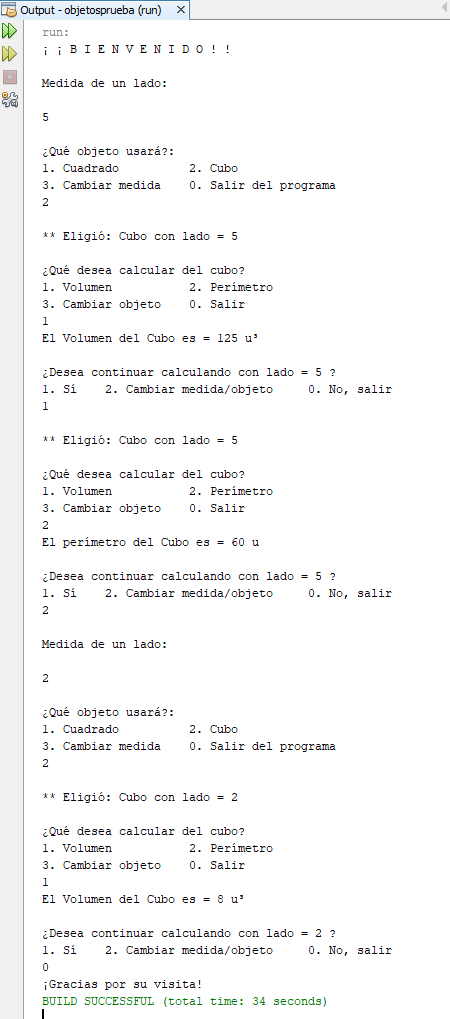 Output - objetosprueba (run)
run:
¡ ¡ B I E N V E N I D O ! !
Medida de un lado:
5
¿Qué objeto usará?:
1. Cuadrado 2. Cubo
3. Cambiar medida 0. Salir del programa
2
** Eligió: Cubo con lado = 5
¿Qué desea calcular del cubo?
1. Volumen 2. Perímetro
3. Cambiar objeto 0. Salir
1
El Volumen del Cubo es = 125 u³
¿Desea continuar calculando con lado = 5 ?
1. Sí 2. Cambiar medida/objeto 0. No, salir
1
** Eligió: Cubo con lado = 5
¿Qué desea calcular del cubo?
1. Volumen 2. Perímetro
3. Cambiar objeto 0. Salir
2
El perímetro del Cubo es = 60 u
¿Desea continuar calculando con lado = 5 ?
1. Sí 2. Cambiar medida/objeto 0. No, salir
2
Medida de un lado:
2
¿Qué objeto usará?:
1. Cuadrado 2. Cubo
3. Cambiar medida 0. Salir del programa
2
** Eligió: Cubo con lado = 2
¿Qué desea calcular del cubo?
1. Volumen 2. Perímetro
3. Cambiar objeto 0. Salir
1
El Volumen del Cubo es = 8 u³
¿Desea continuar calculando con lado = 2 ?
1. Sí 2. Cambiar medida/objeto 0. No, salir
0
¡Gracias por su visita!
BUILD SUCCESSFUL (total time: 34 seconds)